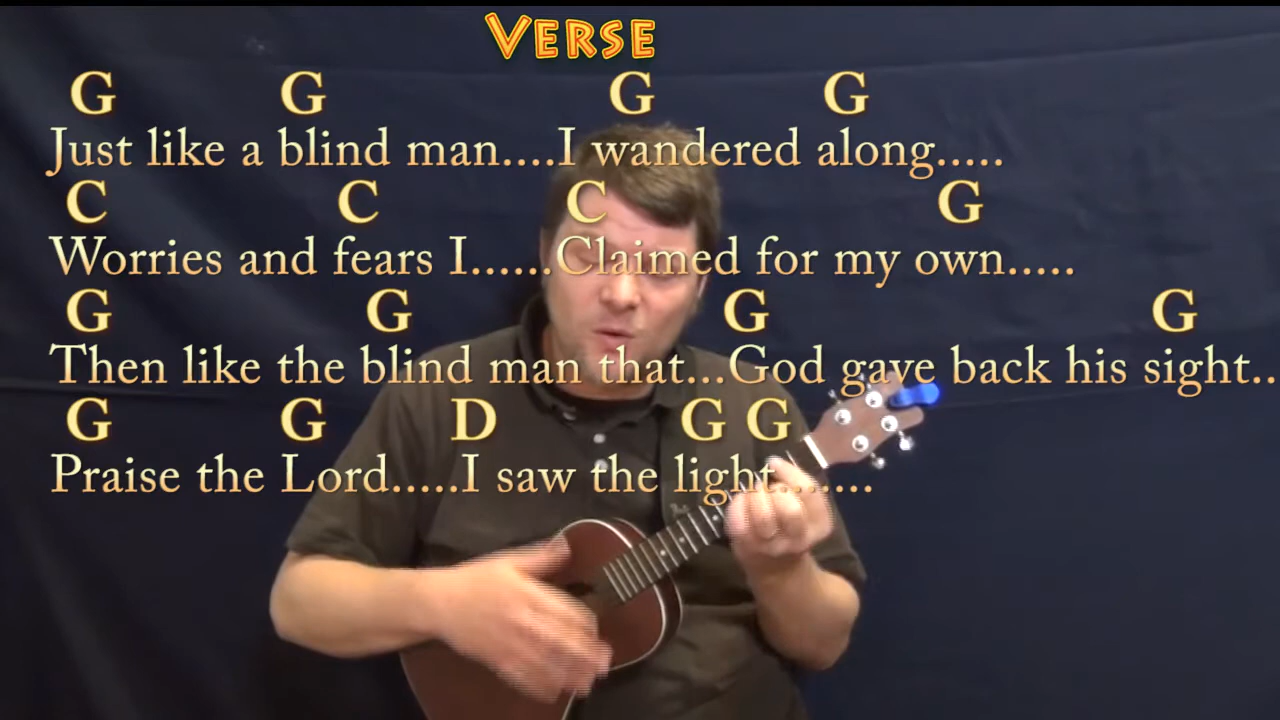 VERSE
G G G G
Just like a blind man....I wandered along.....
C C C G
Worries and fears I......Claimed for my own.....
G G G G
Then like the blind man that...God gave back his sight..
G G D G G
Praise the Lord.....I saw the light.......